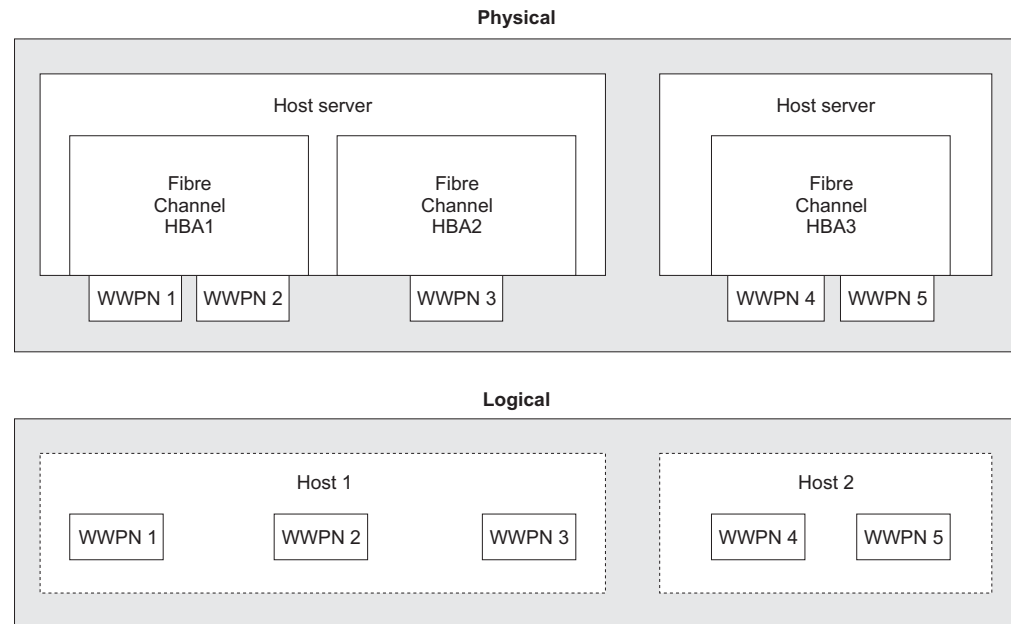 Physical
Host server
Host server
Fibre
Channel
HBA1
Fibre
Channel
HBA2
Fibre
Channel
HBA3
WWPN 1
WWPN 2
WWPN 3
WWPN 4
WWPN 5
Logical
Host 1
Host 2
WWPN 1
WWPN 2
WWPN 3
WWPN 4
WWPN 5